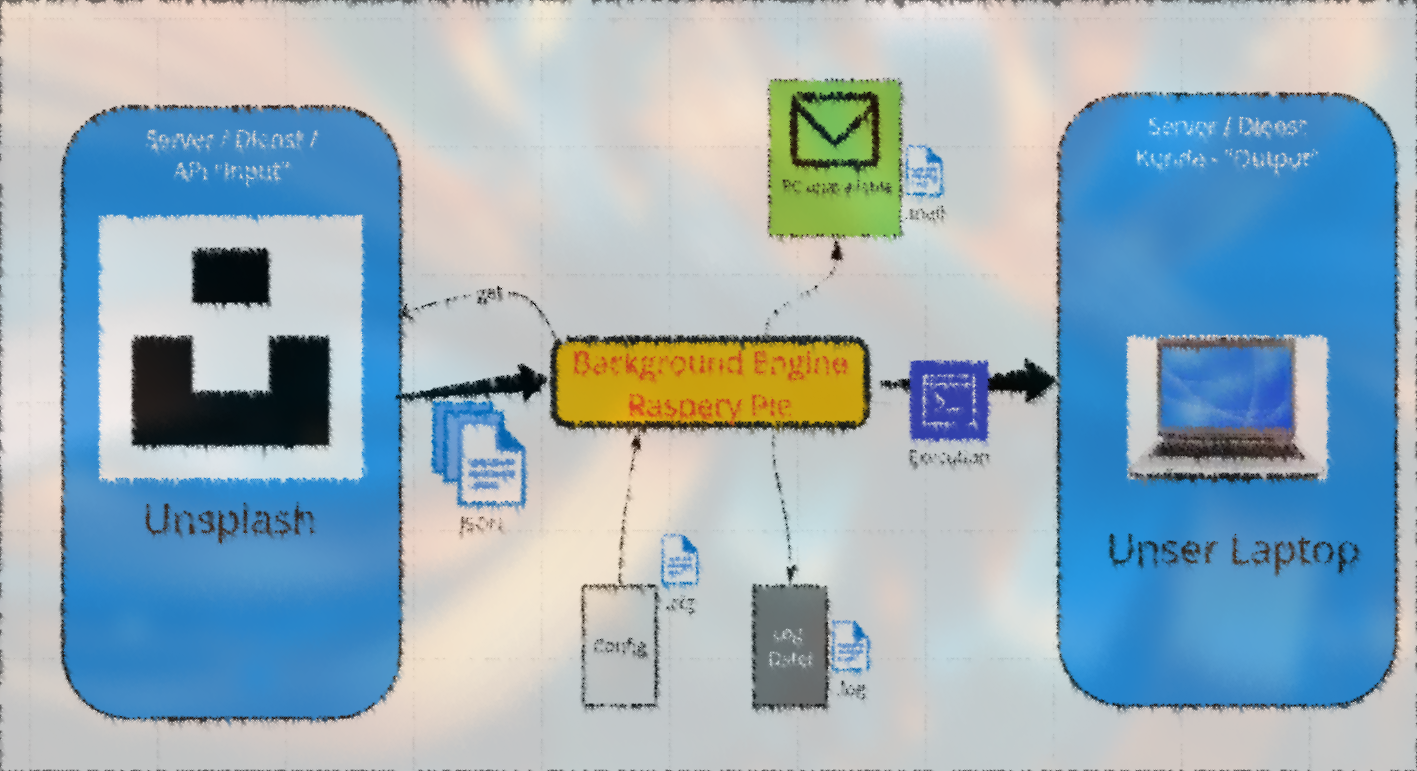 Server / Dienst /
API "Input"
Unsplash
get
json
PC
.mail
Background Engine
Raspery Pie
Execution
Config
.cfg
Log
Datei
.log
Server / Dienst
Kunde - "Output"
Unser Laptop